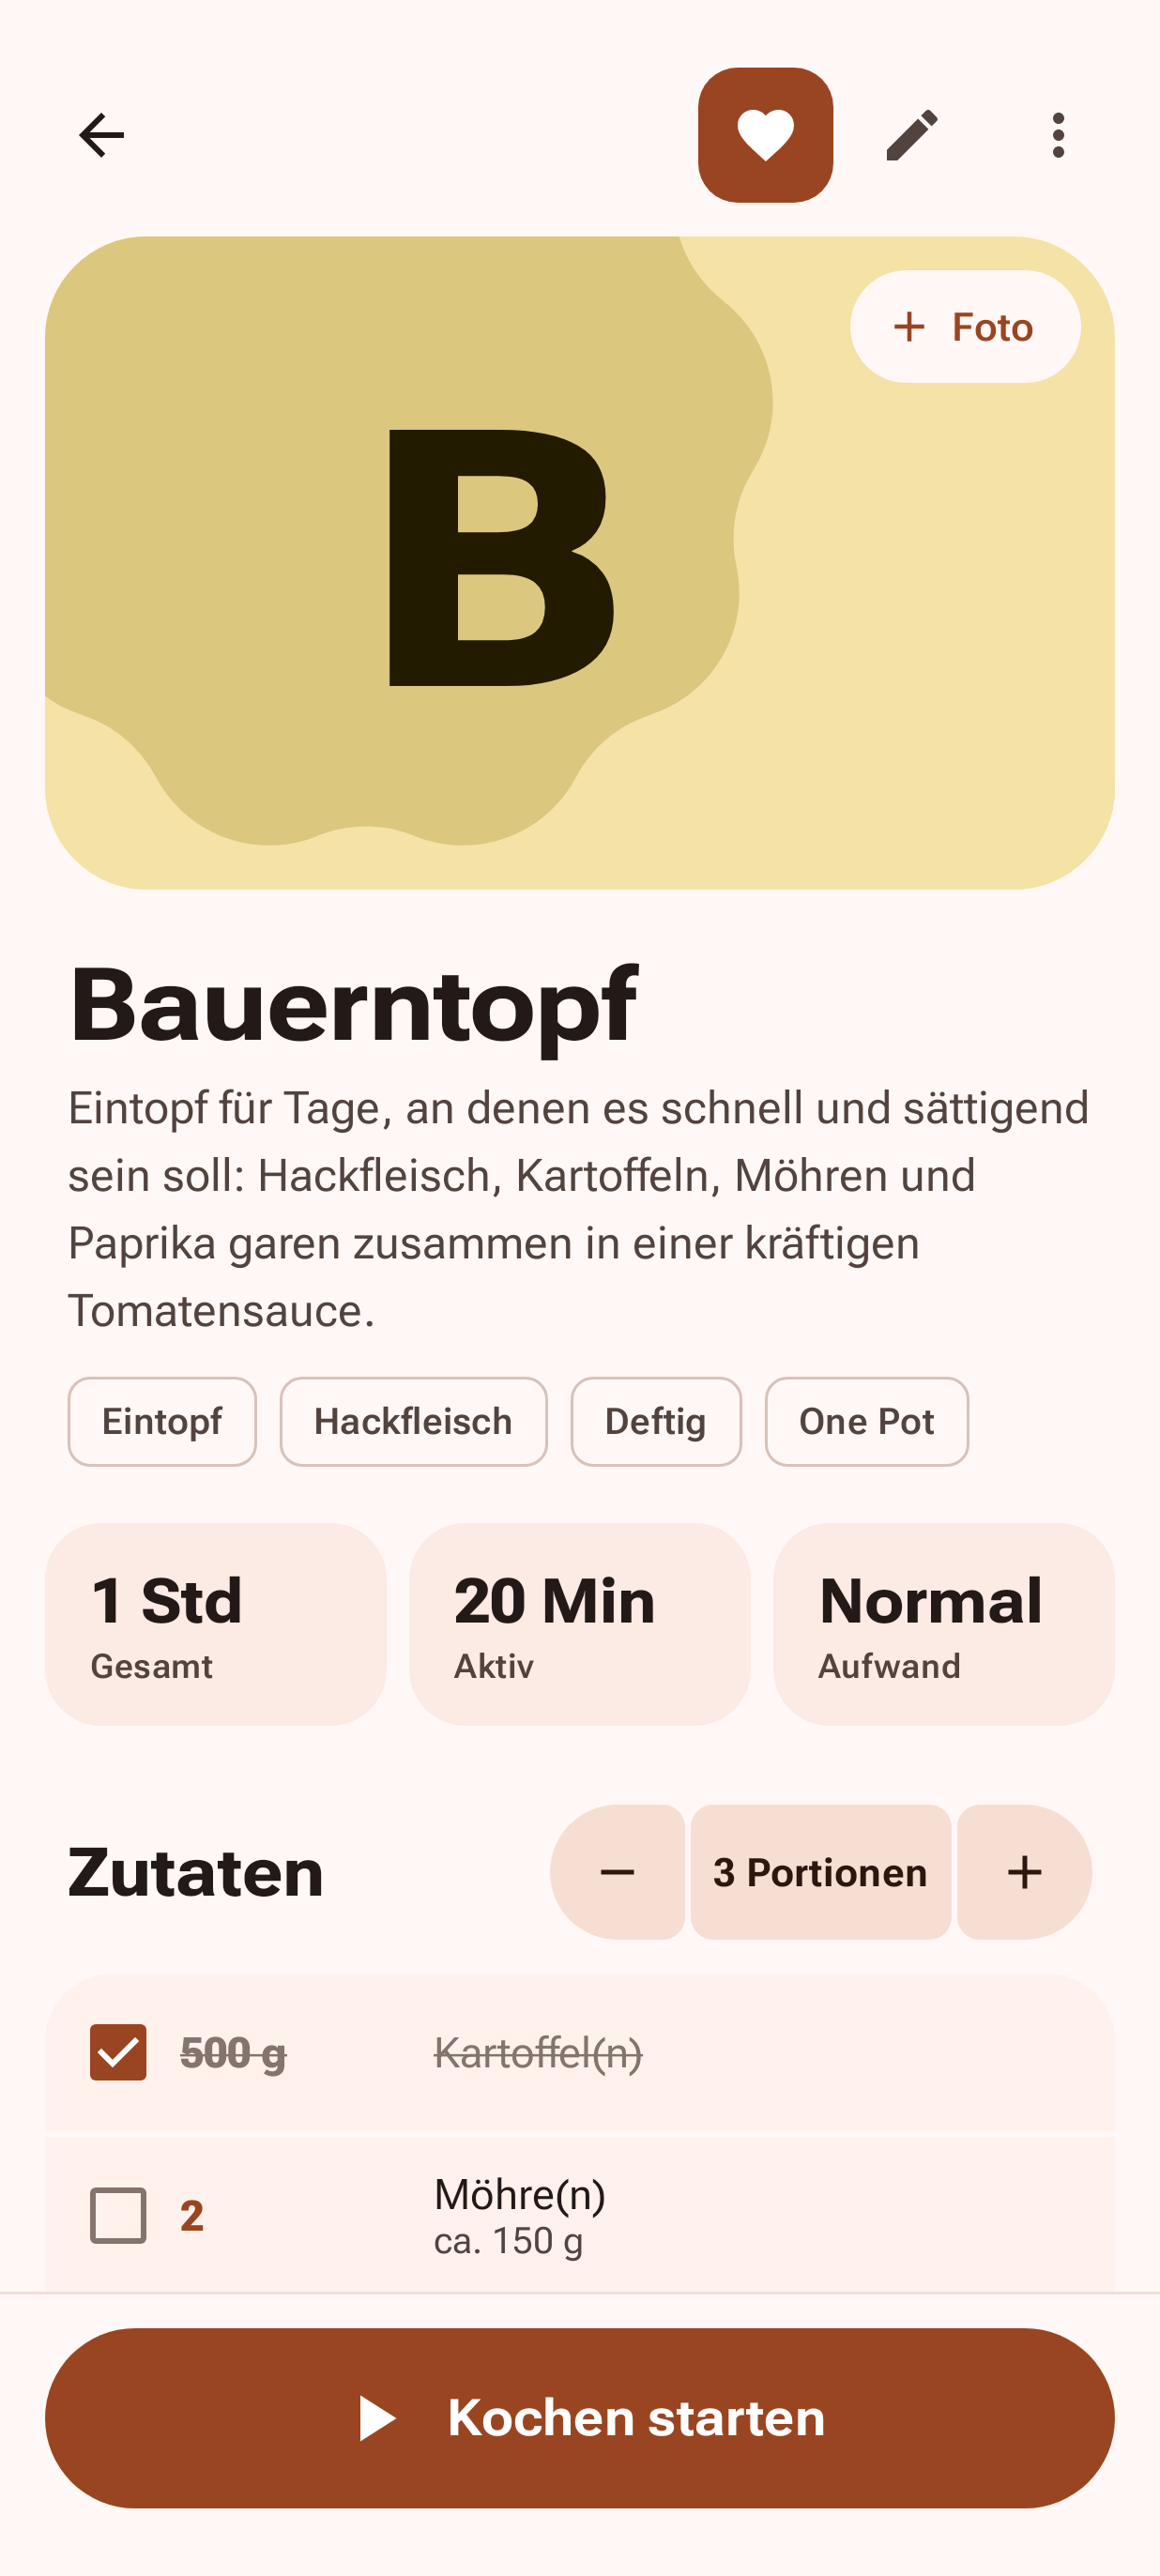 Foto
B
Bauerntopf
Eintopf für Tage, an denen es schnell und sättigend
sein soll: Hackfleisch, Kartoffeln, Möhren und
Paprika garen zusammen in einer kräftigen
Tomatensauce.
Eintopf Hackfleisch Deftig One Pot
1 Std 20 Min Normal
Gesamt Aktiv Aufwand
Zutaten − 3 Portionen +
500 g Kartoffel(n)
2 Möhre(n)
ca. 150 g
Kochen starten